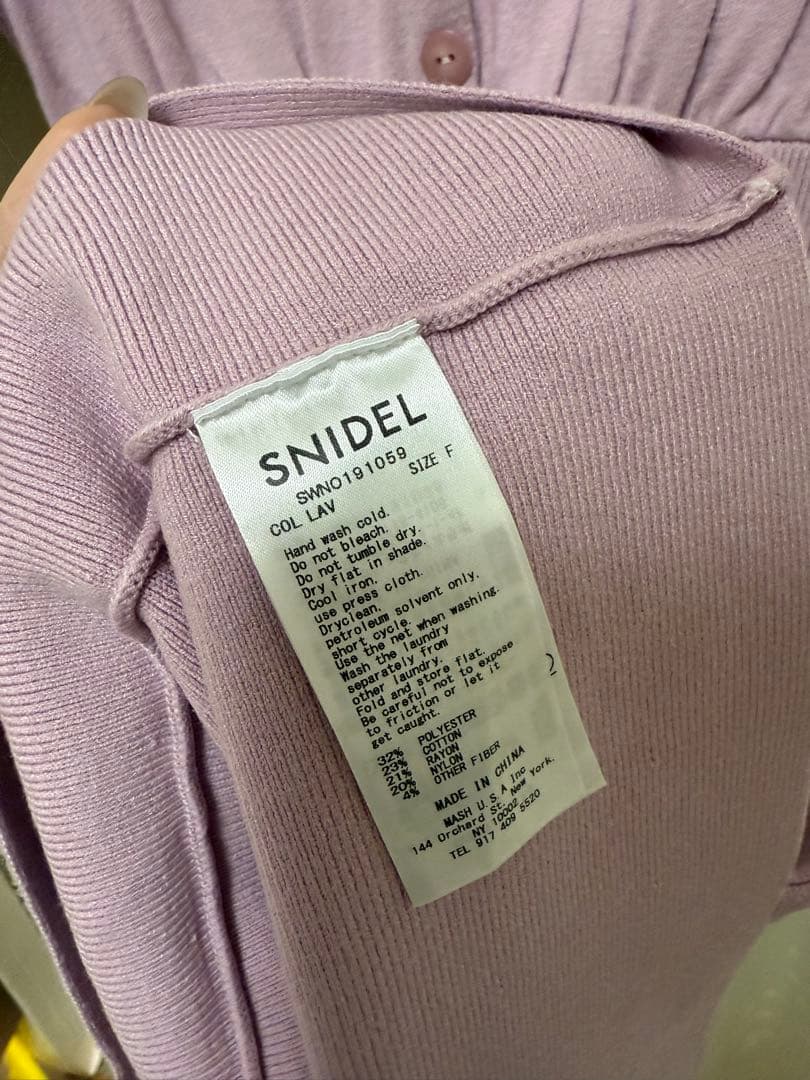 SNIDEL
SWNO191059
COL LAV SIZE F
Hand wash cold.
Do not bleach.
Do not tumble dry.
Dry flat in shade.
Cool iron.
use press cloth.
Dryclean.
petroleum solvent only.
short cycle.
Use the net when washing.
Wash the laundry
separately from
other laundry.
Fold and store flat.
Be careful not to expose
to friction or let it
get caught.
32% POLYESTER
23% COTTON
21% RAYON
20% NYLON
4% OTHER FIBER
MADE IN CHINA
MASH U.S.A Inc
144 Orchard St. New York.
NY 10002
TEL 917 409 5520
2